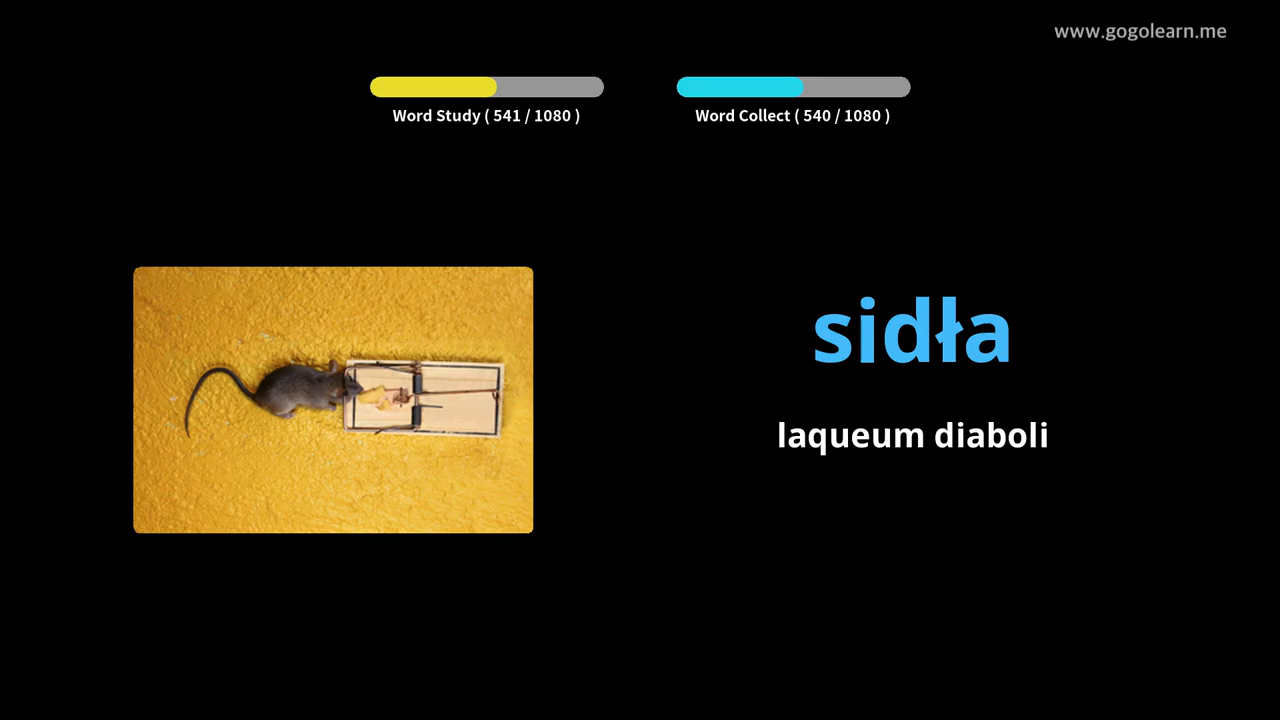 www.gogolearn.me
Word Study ( 541 / 1080 )
Word Collect ( 540 / 1080 )
sidła
laqueum diaboli